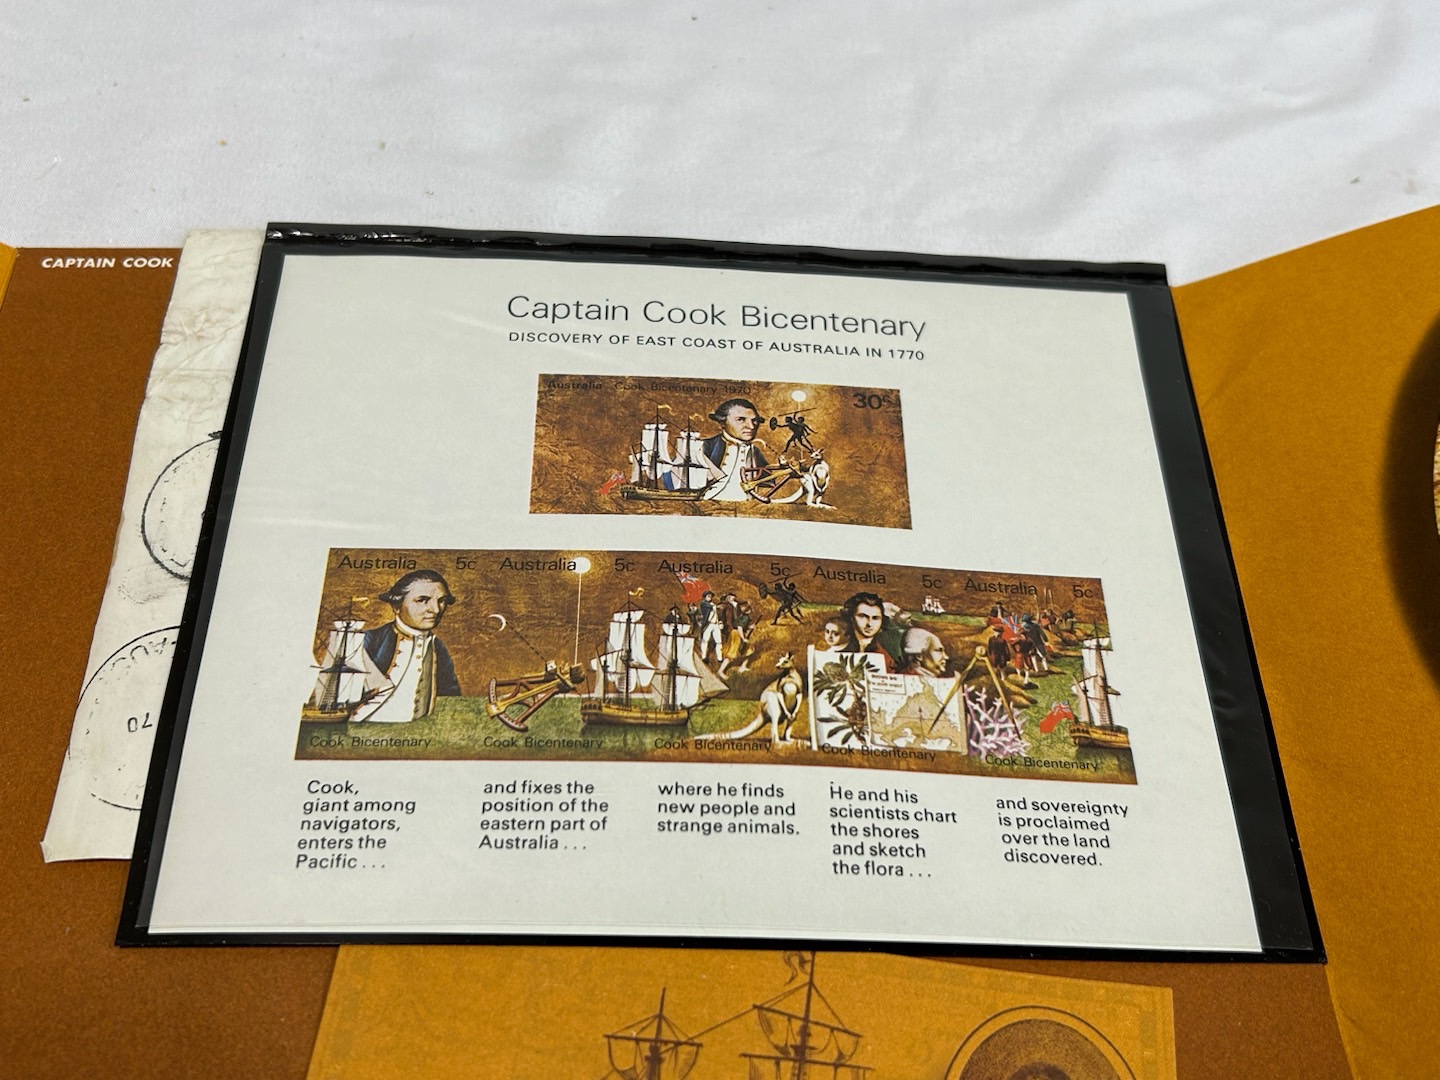 CAPTAIN COOK
Captain Cook Bicentenary
DISCOVERY OF EAST COAST OF AUSTRALIA IN 1770
Australia Cook Bicentenary 1970
30c
Australia 5c Australia 5c Australia 5c Australia 5c Australia 5c
Cook Bicentenary Cook Bicentenary Cook Bicentenary Cook Bicentenary Cook Bicentenary
Cook,
giant among
navigators,
enters the
Pacific . . .
and fixes the
position of the
eastern part of
Australia . . .
where he finds
new people and
strange animals.
He and his
scientists chart
the shores
and sketch
the flora . . .
and sovereignty
is proclaimed
over the land
discovered.
70